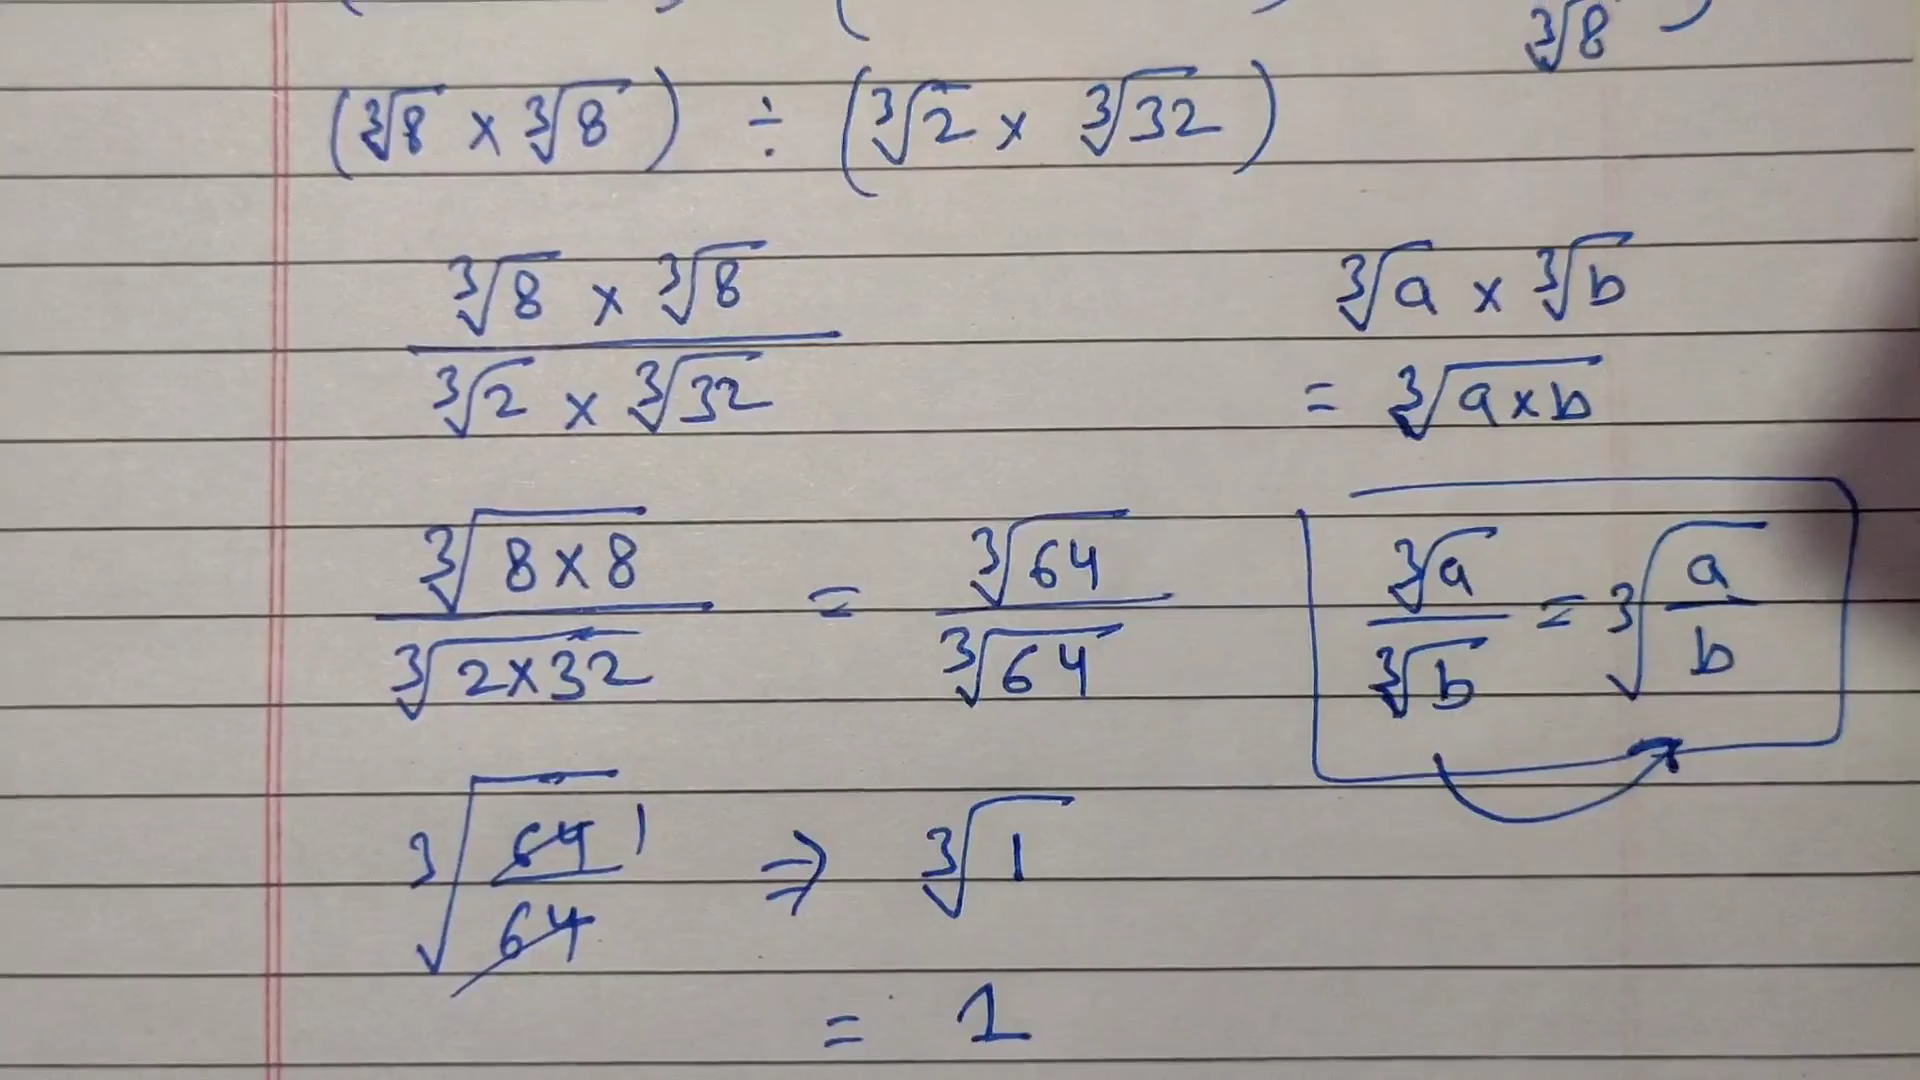 ∛8
(∛8 × ∛8) ÷ (∛2 × ∛32)
∛8 × ∛8 / ∛2 × ∛32
∛a × ∛b
= ∛(a×b)
∛(8×8) / ∛(2×32) = ∛64 / ∛64
∛a / ∛b = ∛(a/b)
∛(64/64) 1 ⇒ ∛1
= 1